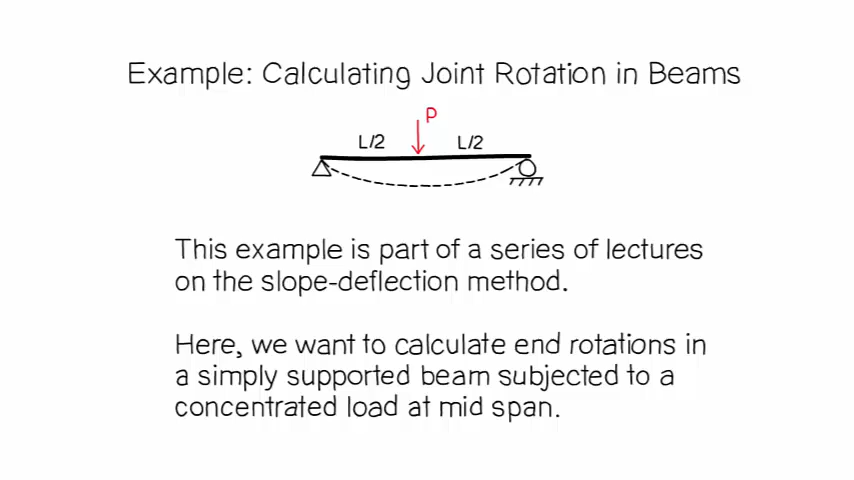 Example: Calculating Joint Rotation in Beams
P
L/2 L/2
This example is part of a series of lectures
on the slope-deflection method.
Here, we want to calculate end rotations in
a simply supported beam subjected to a
concentrated load at mid span.